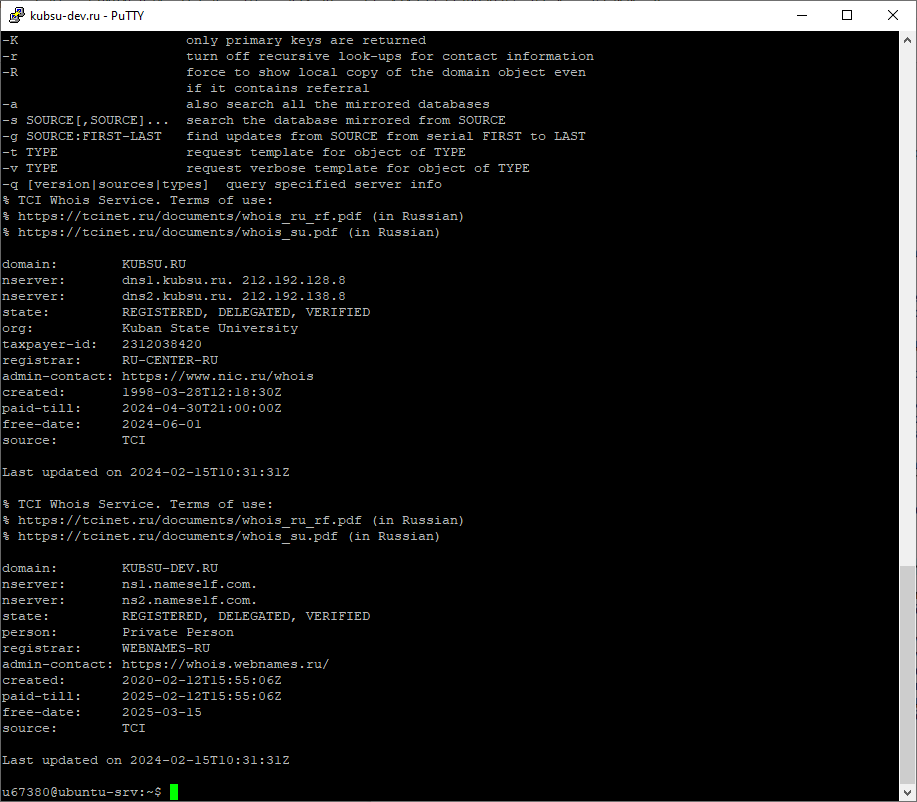 kubsu-dev.ru - PuTTY
-K                     only primary keys are returned
-r                     turn off recursive look-ups for contact information
-R                     force to show local copy of the domain object even
                       if it contains referral
-a                     also search all the mirrored databases
-s SOURCE[,SOURCE]...  search the database mirrored from SOURCE
-g SOURCE:FIRST-LAST   find updates from SOURCE from serial FIRST to LAST
-t TYPE                request template for object of TYPE
-v TYPE                request verbose template for object of TYPE
-q [version|sources|types]  query specified server info
% TCI Whois Service. Terms of use:
% https://tcinet.ru/documents/whois_ru_rf.pdf (in Russian)
% https://tcinet.ru/documents/whois_su.pdf (in Russian)

domain:        KUBSU.RU
nserver:       dns1.kubsu.ru. 212.192.128.8
nserver:       dns2.kubsu.ru. 212.192.138.8
state:         REGISTERED, DELEGATED, VERIFIED
org:           Kuban State University
taxpayer-id:   2312038420
registrar:     RU-CENTER-RU
admin-contact: https://www.nic.ru/whois
created:       1998-03-28T12:18:30Z
paid-till:     2024-04-30T21:00:00Z
free-date:     2024-06-01
source:        TCI

Last updated on 2024-02-15T10:31:31Z

% TCI Whois Service. Terms of use:
% https://tcinet.ru/documents/whois_ru_rf.pdf (in Russian)
% https://tcinet.ru/documents/whois_su.pdf (in Russian)

domain:        KUBSU-DEV.RU
nserver:       ns1.nameself.com.
nserver:       ns2.nameself.com.
state:         REGISTERED, DELEGATED, VERIFIED
person:        Private Person
registrar:     WEBNAMES-RU
admin-contact: https://whois.webnames.ru/
created:       2020-02-12T15:55:06Z
paid-till:     2025-02-12T15:55:06Z
free-date:     2025-03-15
source:        TCI

Last updated on 2024-02-15T10:31:31Z

u67380@ubuntu-srv:~$